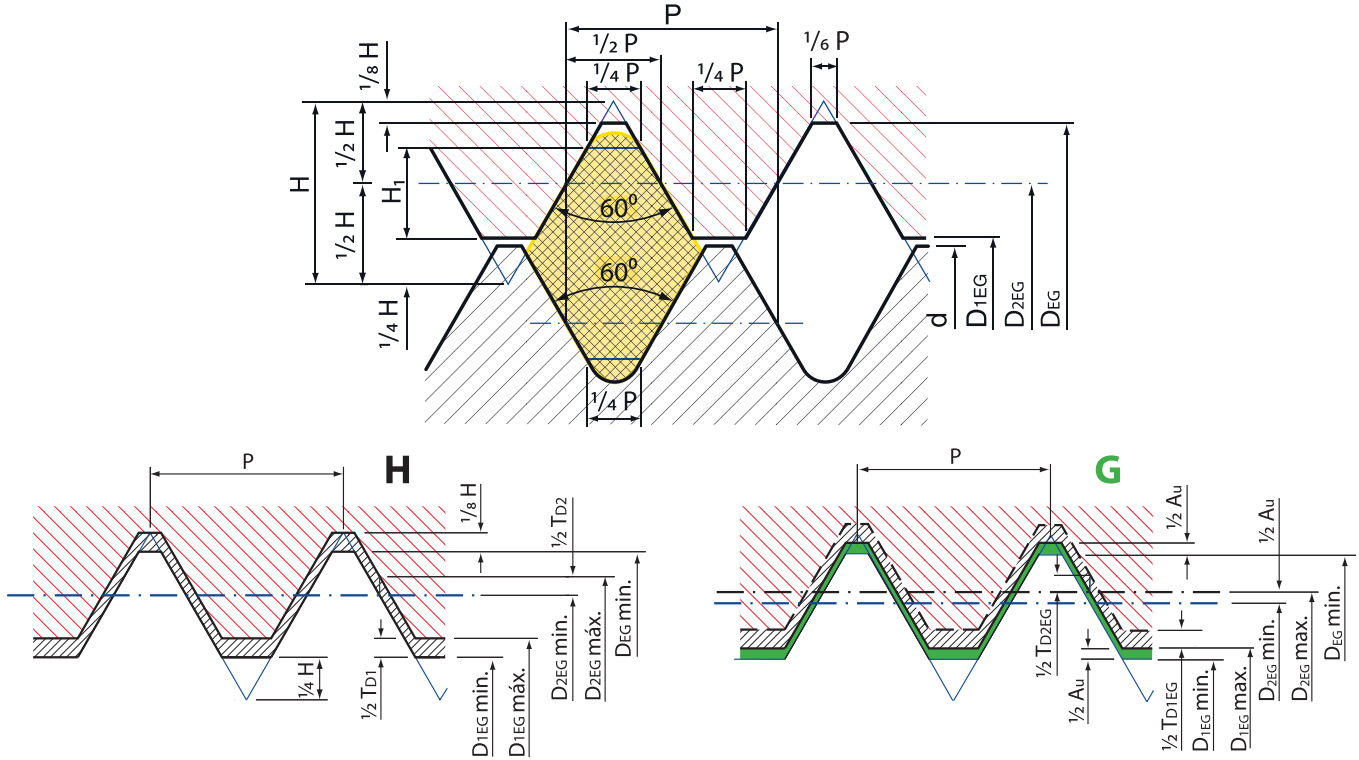 P
1/2 P
1/4 P
1/4 P
1/6 P
1/8 H
1/2 H
H
H1
1/2 H
1/4 H
60⁰
60⁰
1/4 P
d
D1EG
D2EG
DEG
H
P
1/8 H
1/2 TD2
1/4 H
1/2 TD1
D1EG min.
D1EG máx.
D2EG min.
D2EG máx.
DEG min.
G
P
1/2 Au
1/2 Au
1/2 TD2EG
1/2 Au
1/2 TD1EG
D1EG min.
D1EG max.
D2EG min.
D2EG max.
DEG min.